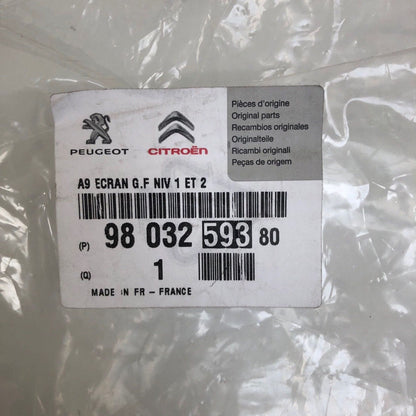 PEUGEOT
CITROËN
Pièces d'origine
Original parts
Recambios originales
Originalteile
Ricambi originali
Peças de origem
A9 ECRAN G.F NIV 1 ET 2
(P) 98 032 593 80
(Q) 1
MADE IN FR - FRANCE